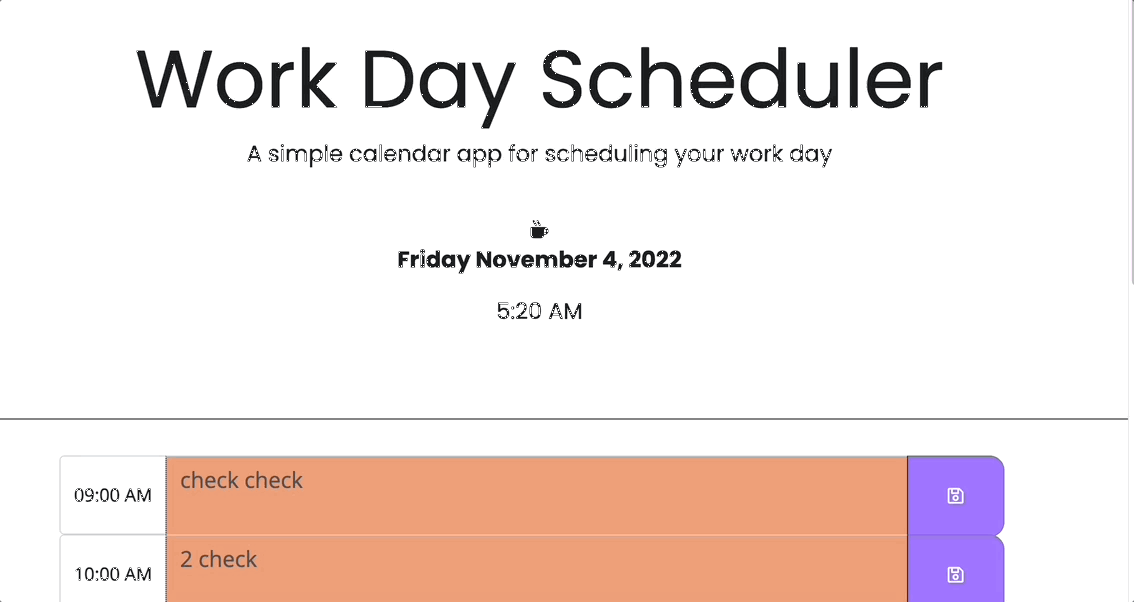 Work Day Scheduler
A simple calendar app for scheduling your work day
Friday November 4, 2022
5:20 AM
09:00 AM
check check
10:00 AM
2 check